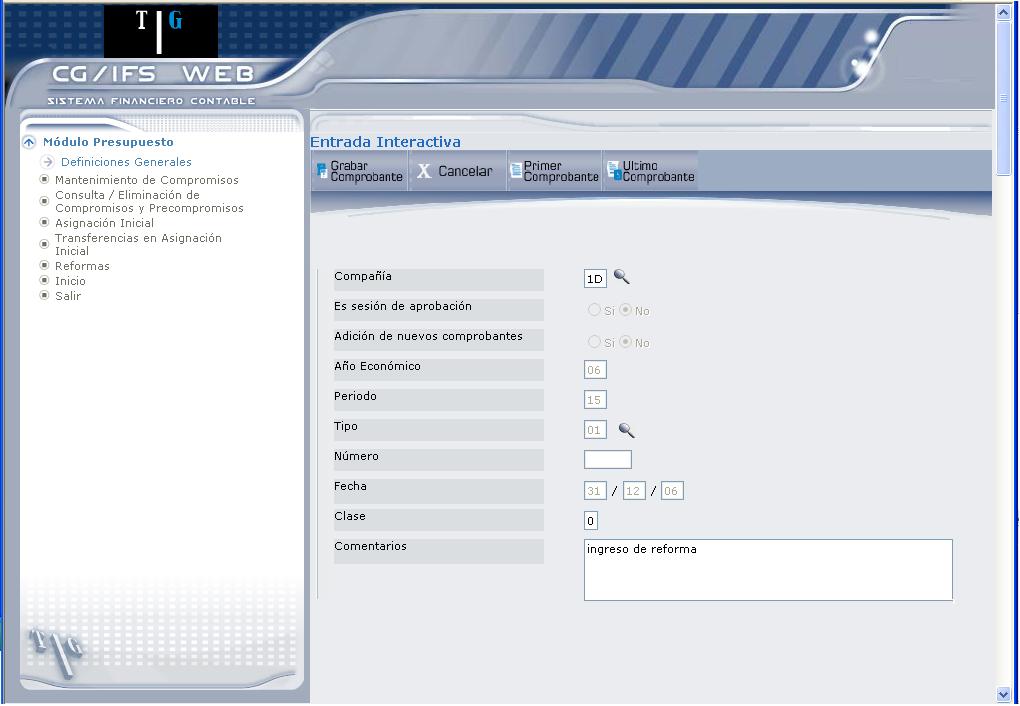 T G
CG/IFS WEB
SISTEMA FINANCIERO CONTABLE
Módulo Presupuesto
Definiciones Generales
Mantenimiento de Compromisos
Consulta / Eliminación de
Compromisos y Precompromisos
Asignación Inicial
Transferencias en Asignación
Inicial
Reformas
Inicio
Salir
TIG
Entrada Interactiva
Grabar
Comprobante
X Cancelar
Primer
Comprobante
Ultimo
Comprobante
Compañía 1D
Es sesión de aprobación Si No
Adición de nuevos comprobantes Si No
Año Económico 06
Periodo 15
Tipo 01
Número
Fecha 31 / 12 / 06
Clase 0
Comentarios ingreso de reforma